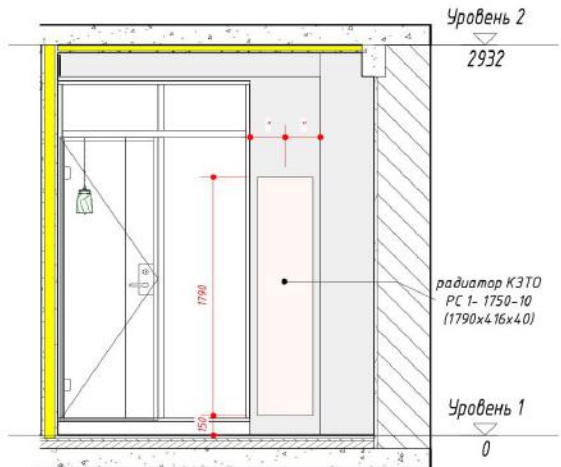 Уровень 2
2932
1790
радиатор КЗТО
РС 1- 1750-10
(1790х416х40)
150
Уровень 1
0